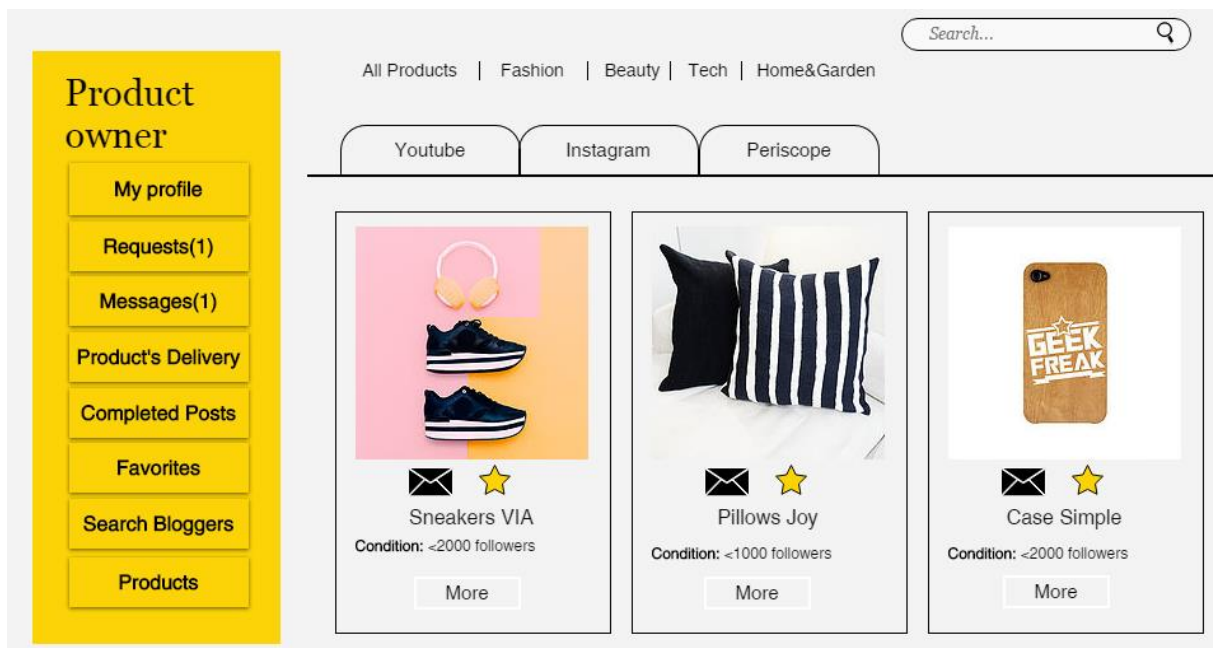 Search...
All Products | Fashion | Beauty | Tech | Home&Garden
Product
owner
My profile
Requests(1)
Messages(1)
Product's Delivery
Completed Posts
Favorites
Search Bloggers
Products
Youtube
Instagram
Periscope
GEEK
FREAK
Sneakers VIA
Condition: <2000 followers
More
Pillows Joy
Condition: <1000 followers
More
Case Simple
Condition: <2000 followers
More